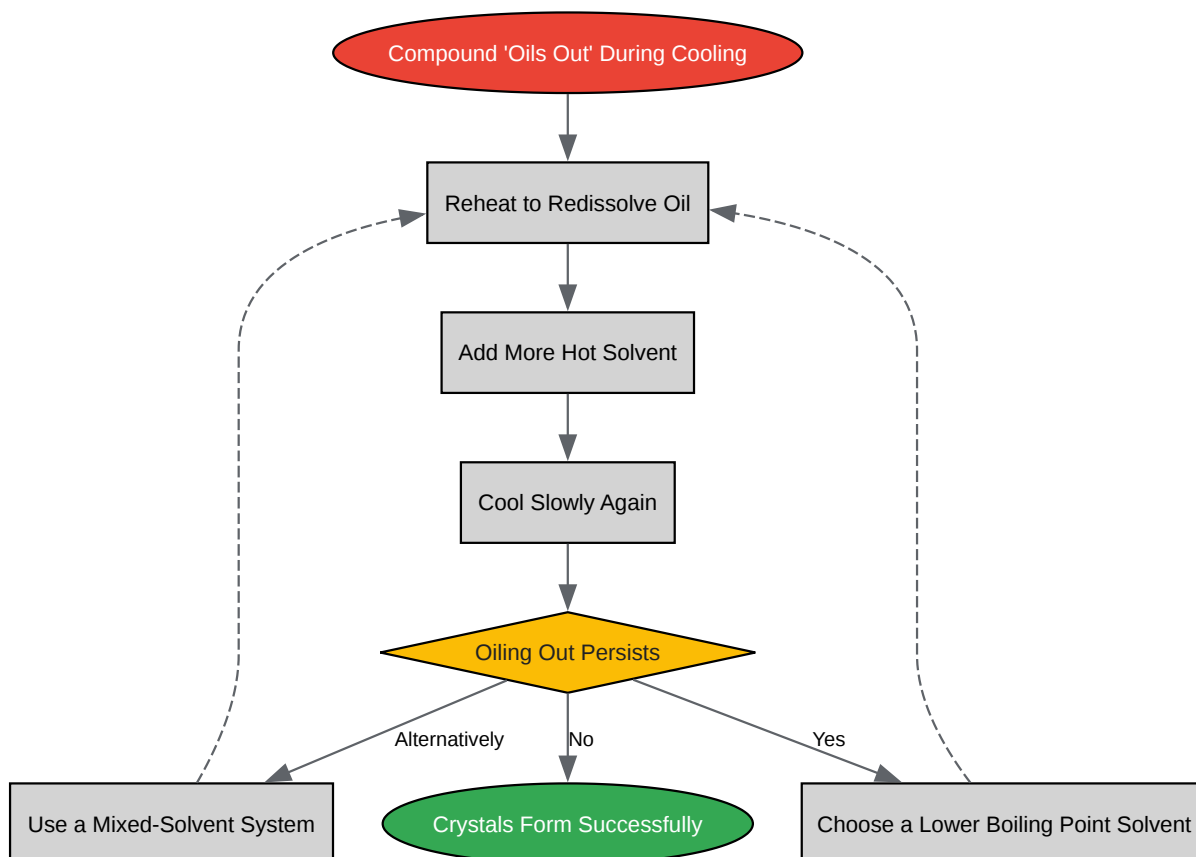 Compound 'Oils Out' During Cooling
Reheat to Redissolve Oil
Add More Hot Solvent
Cool Slowly Again
Oiling Out Persists
Alternatively
No
Yes
Use a Mixed-Solvent System
Crystals Form Successfully
Choose a Lower Boiling Point Solvent